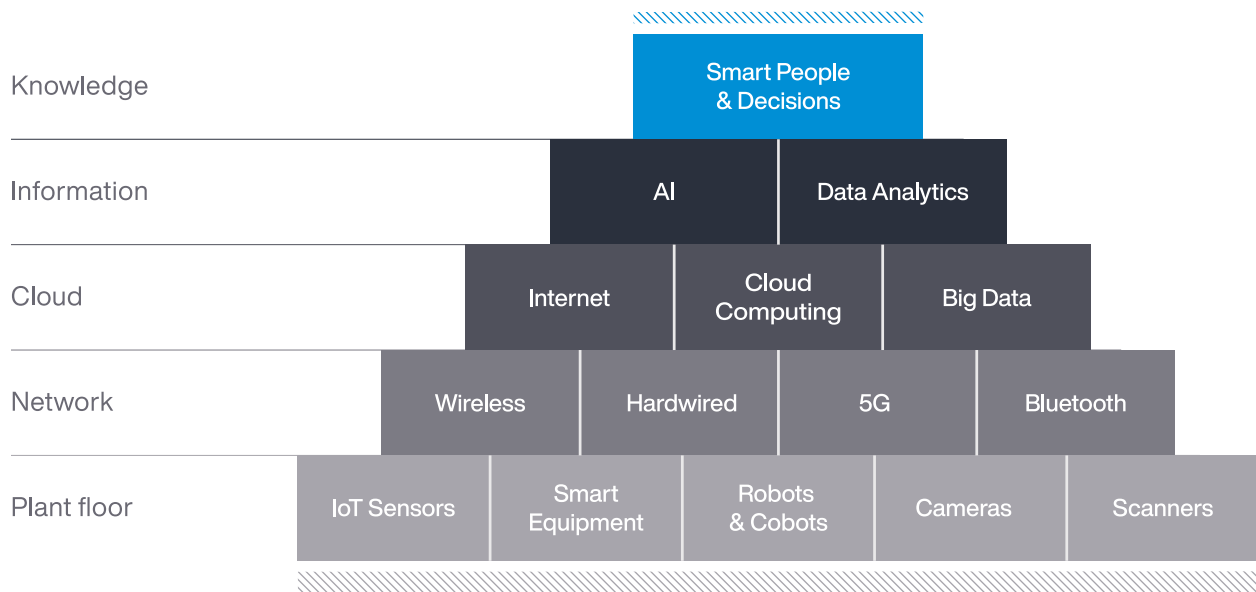 Knowledge
Smart People
& Decisions
Information
AI
Data Analytics
Cloud
Internet
Cloud
Computing
Big Data
Network
Wireless
Hardwired
5G
Bluetooth
Plant floor
IoT Sensors
Smart
Equipment
Robots
& Cobots
Cameras
Scanners